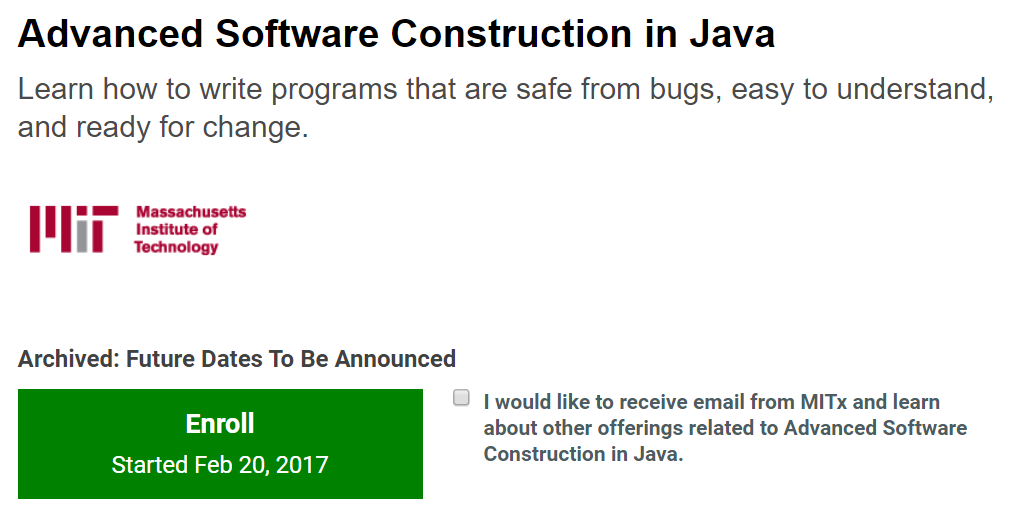 Advanced Software Construction in Java
Learn how to write programs that are safe from bugs, easy to understand,
and ready for change.
MIT Massachusetts
Institute of
Technology
Archived: Future Dates To Be Announced
Enroll
Started Feb 20, 2017
I would like to receive email from MITx and learn
about other offerings related to Advanced Software
Construction in Java.